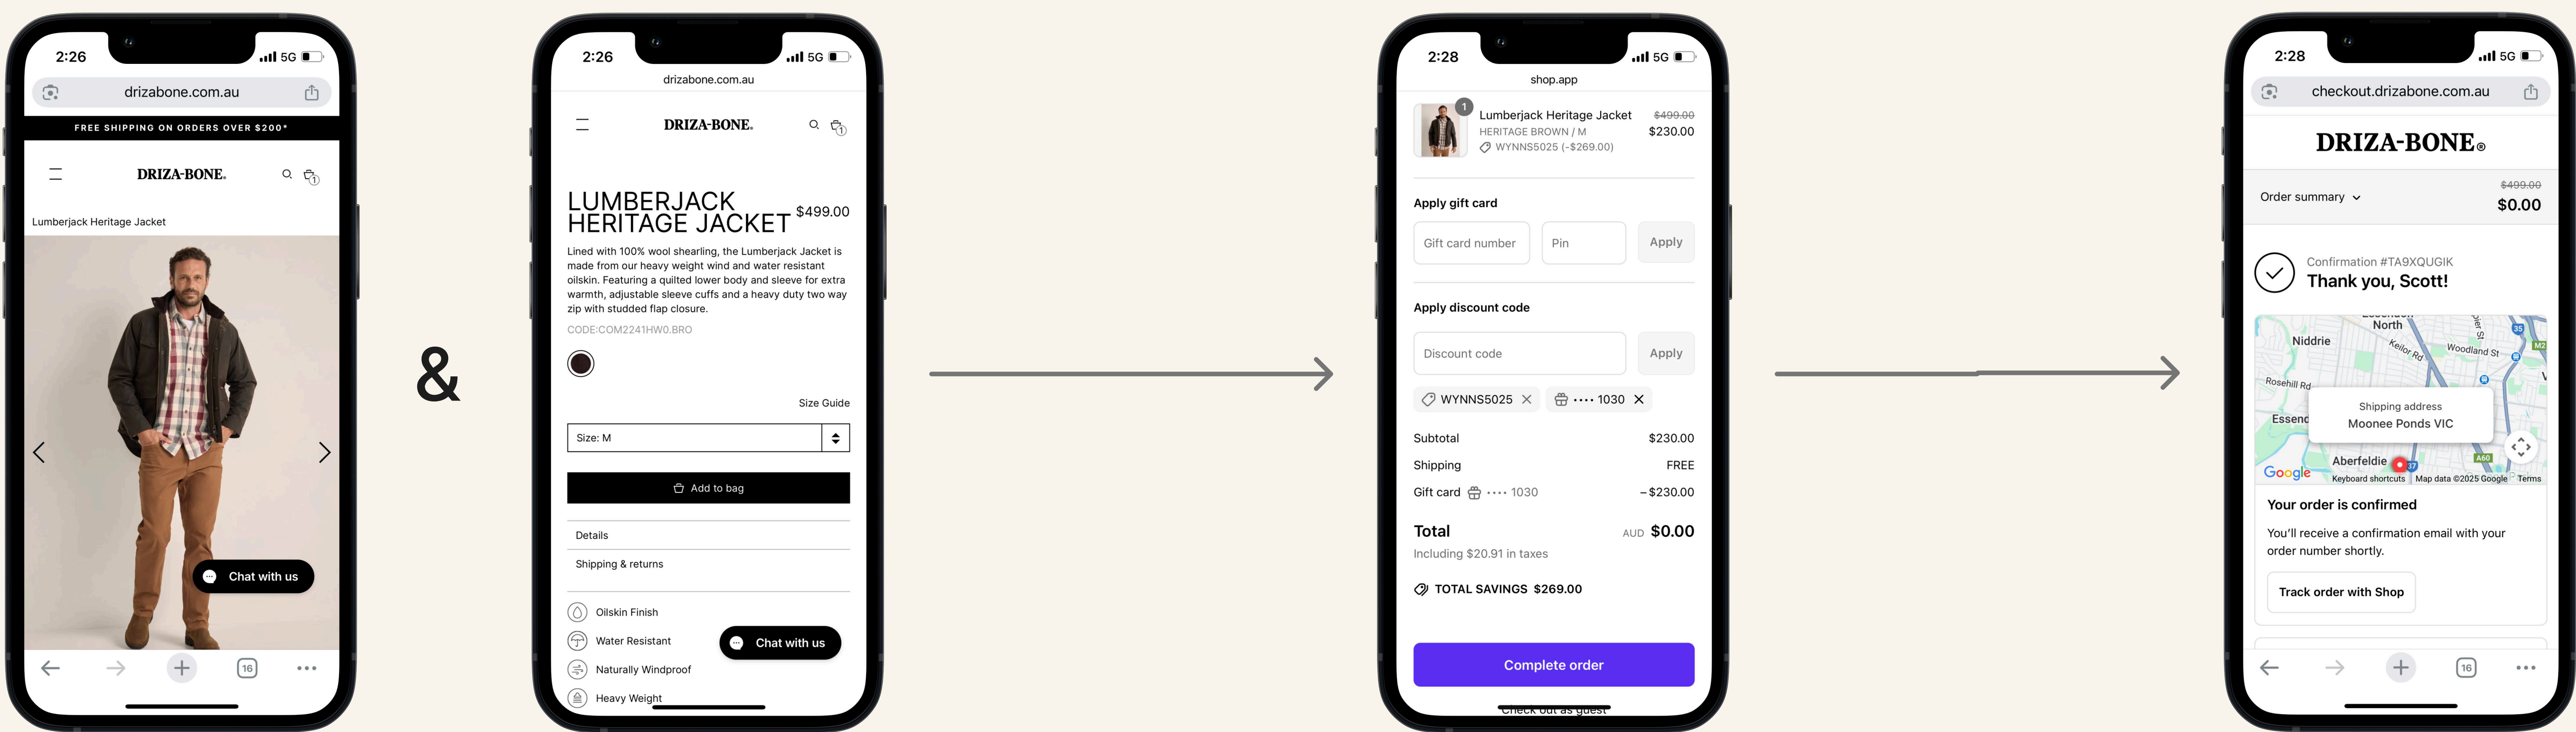 2:26
5G
drizabone.com.au
FREE SHIPPING ON ORDERS OVER $200*
DRIZA-BONE®
1
Lumberjack Heritage Jacket
Chat with us
16
&
2:26
5G
drizabone.com.au
DRIZA-BONE®
1
LUMBERJACK
HERITAGE JACKET $499.00
Lined with 100% wool shearling, the Lumberjack Jacket is
made from our heavy weight wind and water resistant
oilskin. Featuring a quilted lower body and sleeve for extra
warmth, adjustable sleeve cuffs and a heavy duty two way
zip with studded flap closure.
CODE:COM2241HW0.BRO
Size Guide
Size: M
Add to bag
Details
Shipping & returns
Oilskin Finish
Water Resistant
Chat with us
Naturally Windproof
Heavy Weight
2:28
5G
shop.app
1
Lumberjack Heritage Jacket $499.00
HERITAGE BROWN / M $230.00
WYNNS5025 (-$269.00)
Apply gift card
Gift card number Pin Apply
Apply discount code
Discount code Apply
WYNNS5025 •••• 1030
Subtotal $230.00
Shipping FREE
Gift card •••• 1030 –$230.00
Total AUD $0.00
Including $20.91 in taxes
TOTAL SAVINGS $269.00
Complete order
Check out as guest
2:28
5G
checkout.drizabone.com.au
DRIZA-BONE®
$499.00
Order summary $0.00
Confirmation #TA9XQUGIK
Thank you, Scott!
Essendon
North
Niddrie
Keilor Rd
Woodland St
35
M2
Rosehill Rd
Shipping address
Moonee Ponds VIC
Essend
Aberfeldie
37
A60
Google
Keyboard shortcuts Map data ©2025 Google Terms
Your order is confirmed
You'll receive a confirmation email with your
order number shortly.
Track order with Shop
16